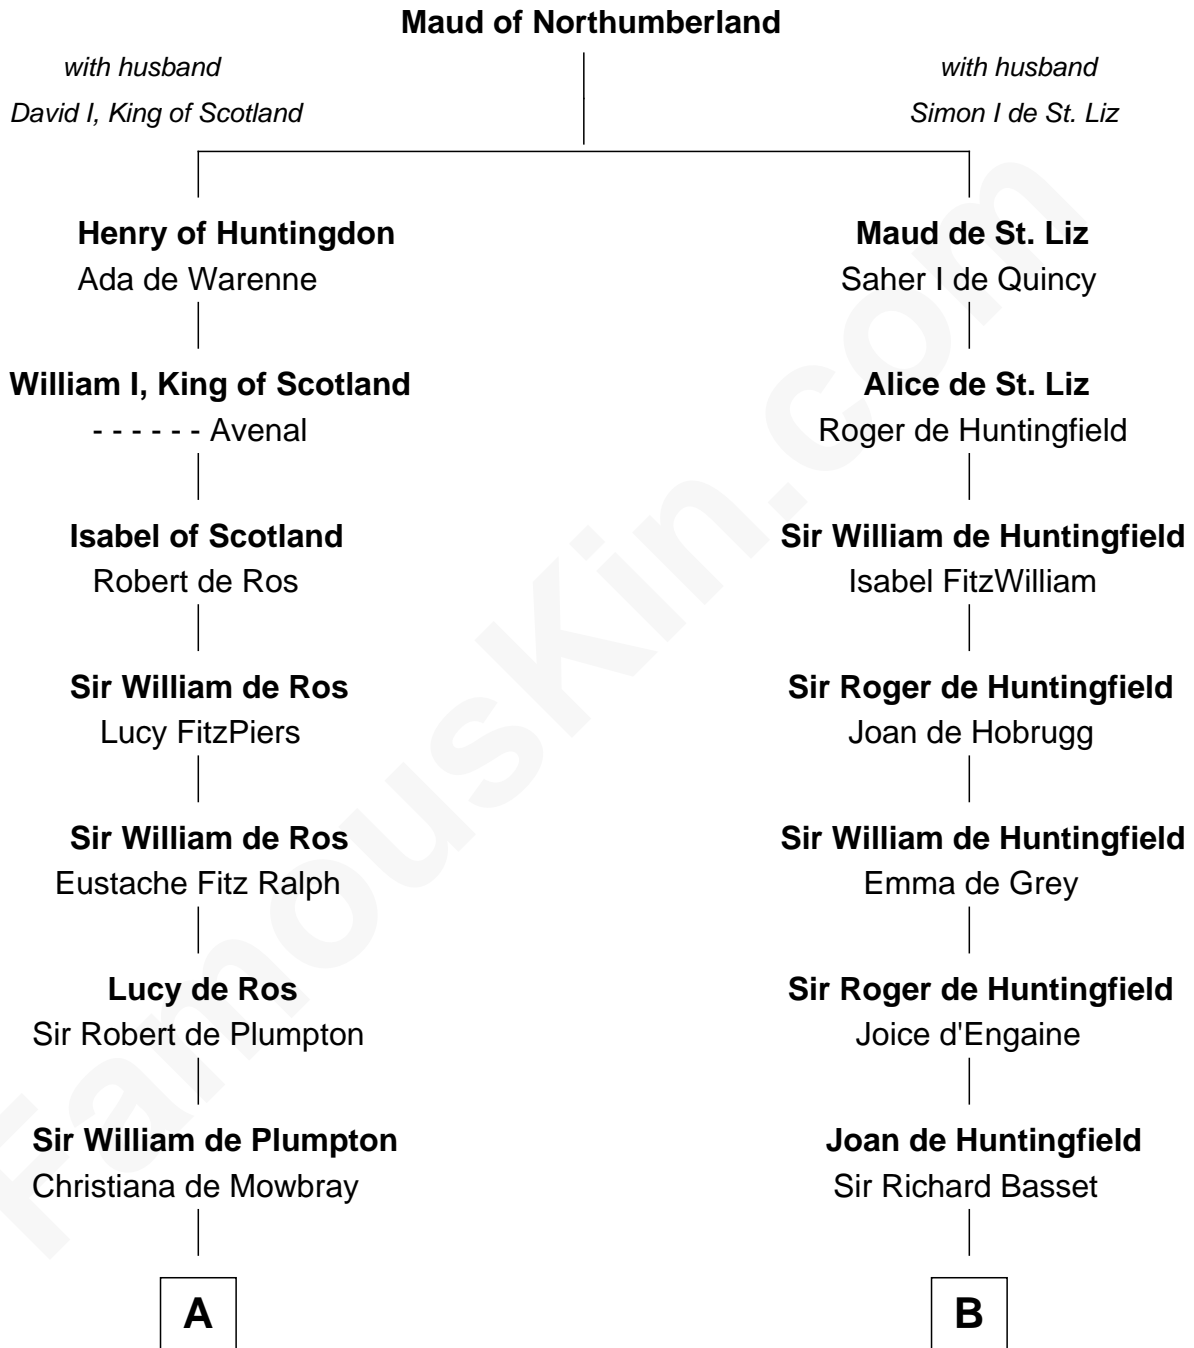 Maud of Northumberland
with husband
David I, King of Scotland
with husband
Simon I de St. Liz
Henry of Huntingdon
Ada de Warenne
Maud de St. Liz
Saher I de Quincy
William I, King of Scotland
- - - - - - Avenal
Alice de St. Liz
Roger de Huntingfield
Isabel of Scotland
Robert de Ros
Sir William de Huntingfield
Isabel FitzWilliam
Sir William de Ros
Lucy FitzPiers
Sir Roger de Huntingfield
Joan de Hobrugg
Sir William de Ros
Eustache Fitz Ralph
Sir William de Huntingfield
Emma de Grey
Lucy de Ros
Sir Robert de Plumpton
Sir Roger de Huntingfield
Joice d'Engaine
Sir William de Plumpton
Christiana de Mowbray
Joan de Huntingfield
Sir Richard Basset
A
B
FamousKin.com